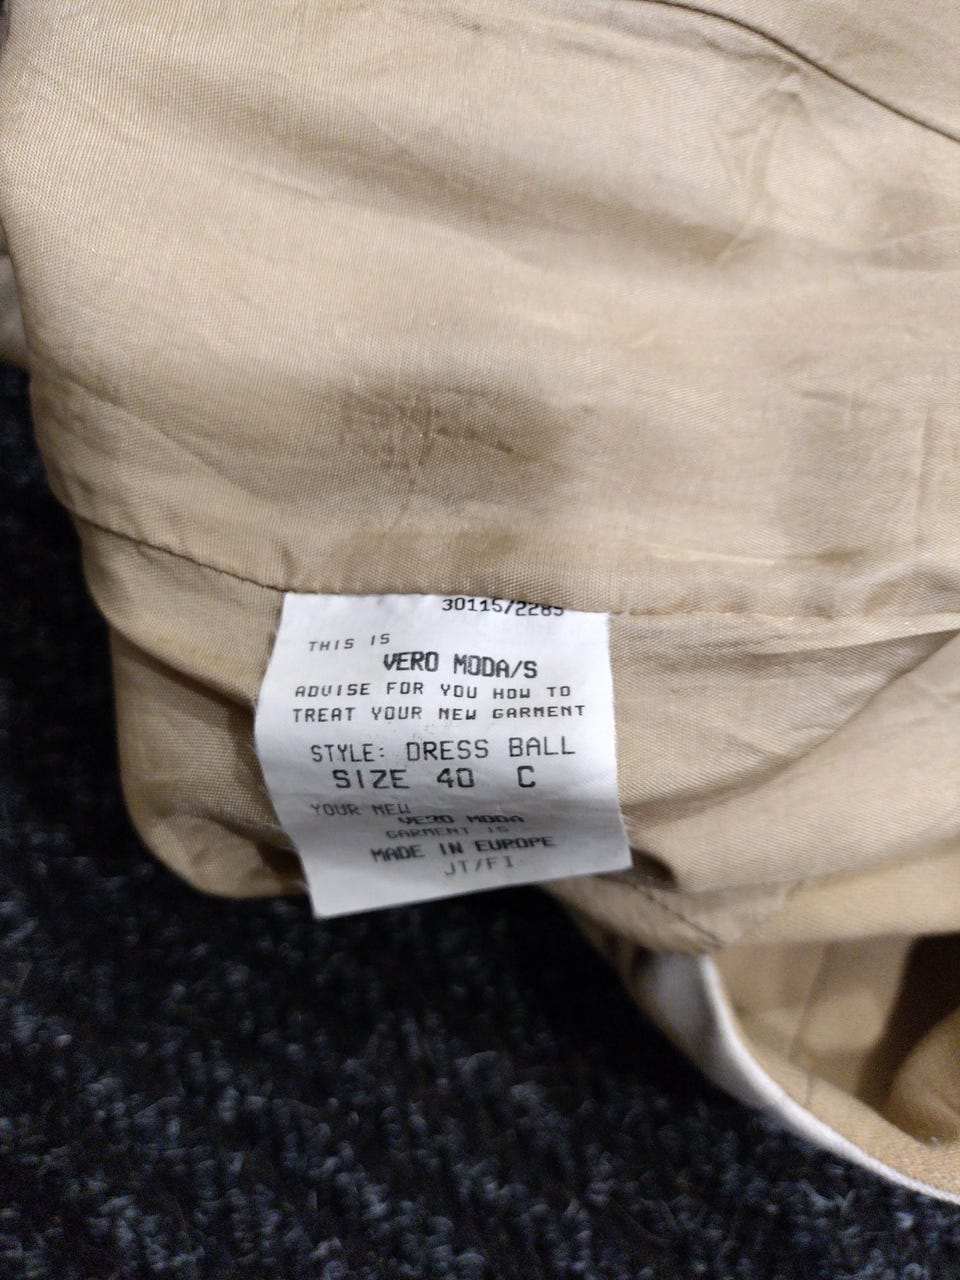 30115/2285
THIS IS
VERO MODA/S
ADVISE FOR YOU HOW TO
TREAT YOUR NEW GARMENT
STYLE: DRESS BALL
SIZE 40 C
YOUR NEW
VERO MODA
GARMENT IS
MADE IN EUROPE
JT/FI